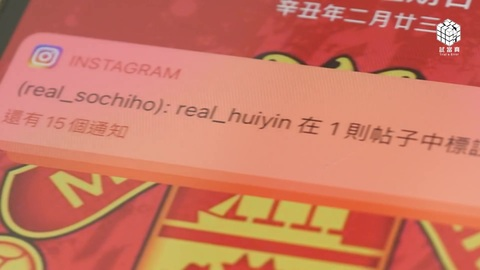 辛丑年二月廿三
試當真
INSTAGRAM
(real_sochiho): real_huiyin 在 1 則帖子中標註
還有 15 個通知
M